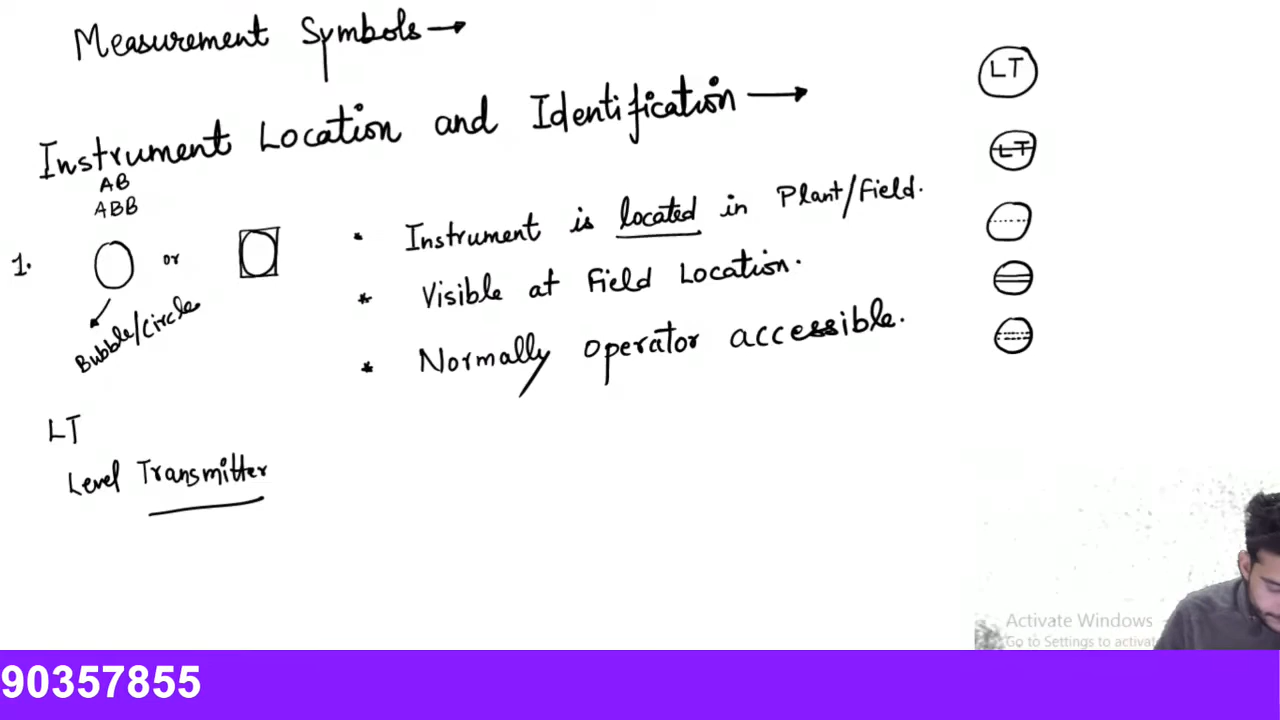 Measurement Symbols→
Instrument Location and Identification →
AB
ABB
1. or
Bubble/Circle
* Instrument is located in Plant/Field.
* Visible at Field Location.
* Normally operator accessible.
LT
Level Transmitter
LT
LT
Activate Windows
Go to Settings to activat
90357855